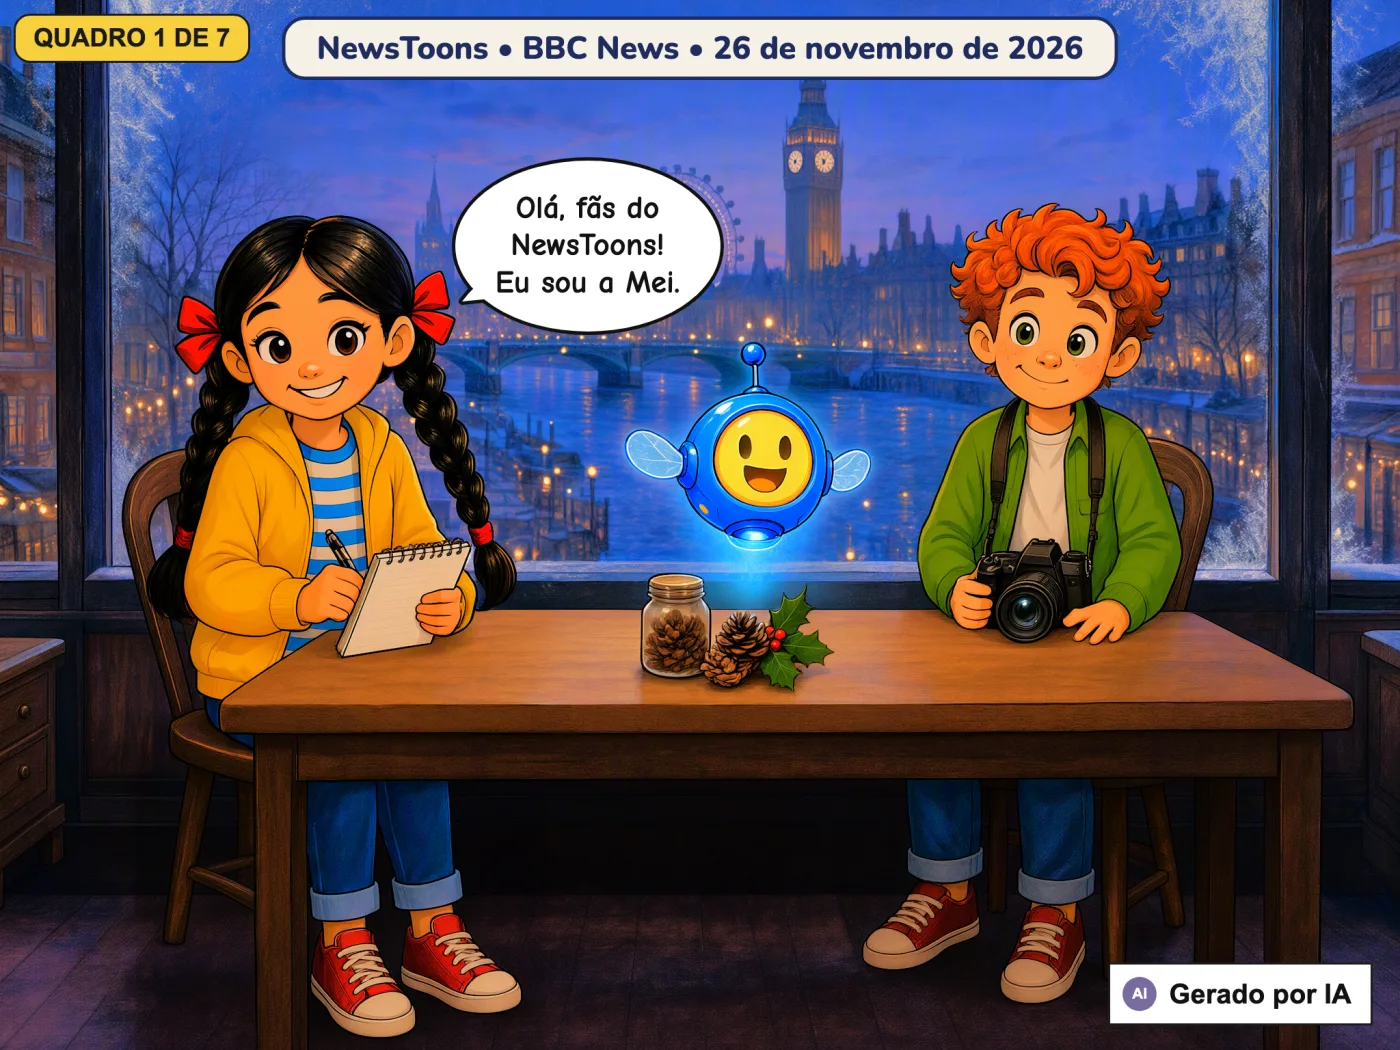 QUADRO 1 DE 7
NewsToons • BBC News • 26 de novembro de 2026
Olá, fãs do
NewsToons!
Eu sou a Mei.
AI Gerado por IA